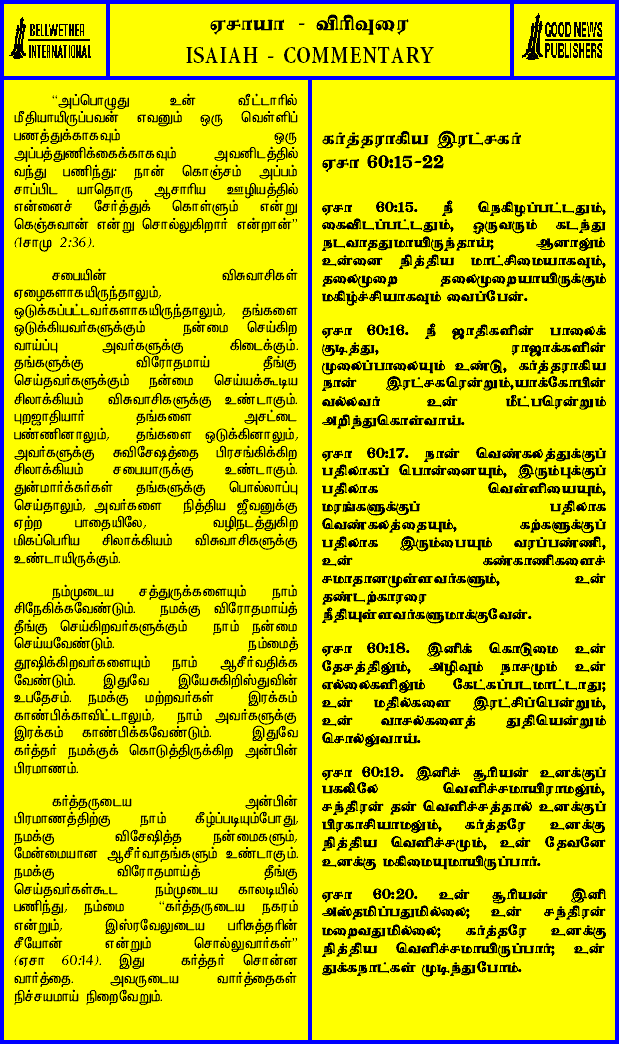 BELLWETHER
INTERNATIONAL
ஏசாயா - விரிவுரை
ISAIAH - COMMENTARY
GOOD NEWS
PUBLISHERS
“அப்பொழுது உன் வீட்டாரில்
மீதியாயிருப்பவன் எவனும் ஒரு வெள்ளிப்
பணத்துக்காகவும் ஒரு
அப்பத்துணிக்கைக்காகவும் அவனிடத்தில்
வந்து பணிந்து: நான் கொஞ்சம் அப்பம்
சாப்பிட யாதொரு ஆசாரிய ஊழியத்தில்
என்னைச் சேர்த்துக் கொள்ளும் என்று
கெஞ்சுவான் என்று சொல்லுகிறார் என்றான்”
(1சாமு 2:36).
சபையின் விசுவாசிகள்
ஏழைகளாகயிருந்தாலும்,
ஒடுக்கப்பட்டவர்களாகயிருந்தாலும், தங்களை
ஒடுக்கியவர்களுக்கும் நன்மை செய்கிற
வாய்ப்பு அவர்களுக்கு கிடைக்கும்.
தங்களுக்கு விரோதமாய் தீங்கு
செய்தவர்களுக்கும் நன்மை செய்யக்கூடிய
சிலாக்கியம் விசுவாசிகளுக்கு உண்டாகும்.
புறஜாதியார் தங்களை அசட்டை
பண்ணினாலும், தங்களை ஒடுக்கினாலும்,
அவர்களுக்கு சுவிசேஷத்தை பிரசங்கிக்கிற
சிலாக்கியம் சபையாருக்கு உண்டாகும்.
துன்மார்க்கர்கள் தங்களுக்கு பொல்லாப்பு
செய்தாலும், அவர்களை நித்திய ஜீவனுக்கு
ஏற்ற பாதையிலே, வழிநடத்துகிற
மிகப்பெரிய சிலாக்கியம் விசுவாசிகளுக்கு
உண்டாயிருக்கும்.
நம்முடைய சத்துருக்களையும் நாம்
சிநேகிக்கவேண்டும். நமக்கு விரோதமாய்த்
தீங்கு செய்கிறவர்களுக்கும் நாம் நன்மை
செய்யவேண்டும். நம்மைத்
தூஷிக்கிறவர்களையும் நாம் ஆசீர்வதிக்க
வேண்டும். இதுவே இயேசுகிறிஸ்துவின்
உபதேசம். நமக்கு மற்றவர்கள் இரக்கம்
காண்பிக்காவிட்டாலும், நாம் அவர்களுக்கு
இரக்கம் காண்பிக்கவேண்டும். இதுவே
கர்த்தர் நமக்குக் கொடுத்திருக்கிற அன்பின்
பிரமாணம்.
கர்த்தருடைய அன்பின்
பிரமாணத்திற்கு நாம் கீழ்ப்படியும்போது,
நமக்கு விசேஷித்த நன்மைகளும்,
மேன்மையான ஆசீர்வாதங்களும் உண்டாகும்.
நமக்கு விரோதமாய்த் தீங்கு
செய்தவர்கள்கூட நம்முடைய காலடியில்
பணிந்து, நம்மை “கர்த்தருடைய நகரம்
என்றும், இஸ்ரவேலுடைய பரிசுத்தரின்
சீயோன் என்றும் சொல்லுவார்கள்”
(ஏசா 60:14). இது கர்த்தர் சொன்ன
வார்த்தை. அவருடைய வார்த்தைகள்
நிச்சயமாய் நிறைவேறும்.
கர்த்தராகிய இரட்சகர்
ஏசா 60:15-22
ஏசா 60:15. நீ நெகிழப்பட்டதும்,
கைவிடப்பட்டதும், ஒருவரும் கடந்து
நடவாததுமாயிருந்தாய்; ஆனாலும்
உன்னை நித்திய மாட்சிமையாகவும்,
தலைமுறை தலைமுறையாயிருக்கும்
மகிழ்ச்சியாகவும் வைப்பேன்.
ஏசா 60:16. நீ ஜாதிகளின் பாலைக்
குடித்து, ராஜாக்களின்
முலைப்பாலையும் உண்டு, கர்த்தராகிய
நான் இரட்சகரென்றும்,யாக்கோபின்
வல்லவர் உன் மீட்பரென்றும்
அறிந்துகொள்வாய்.
ஏசா 60:17. நான் வெண்கலத்துக்குப்
பதிலாகப் பொன்னையும், இரும்புக்குப்
பதிலாக வெள்ளியையும்,
மரங்களுக்குப் பதிலாக
வெண்கலத்தையும், கற்களுக்குப்
பதிலாக இரும்பையும் வரப்பண்ணி,
உன் கண்காணிகளைச்
சமாதானமுள்ளவர்களும், உன்
தண்டற்காரரை
நீதியுள்ளவர்களுமாக்குவேன்.
ஏசா 60:18. இனிக் கொடுமை உன்
தேசத்திலும், அழிவும் நாசமும் உன்
எல்லைகளிலும் கேட்கப்படமாட்டாது;
உன் மதில்களை இரட்சிப்பென்றும்,
உன் வாசல்களைத் துதியென்றும்
சொல்லுவாய்.
ஏசா 60:19. இனிச் சூரியன் உனக்குப்
பகலிலே வெளிச்சமாயிராமலும்,
சந்திரன் தன் வெளிச்சத்தால் உனக்குப்
பிரகாசியாமலும், கர்த்தரே உனக்கு
நித்திய வெளிச்சமும், உன் தேவனே
உனக்கு மகிமையுமாயிருப்பார்.
ஏசா 60:20. உன் சூரியன் இனி
அஸ்தமிப்பதுமில்லை; உன் சந்திரன்
மறைவதுமில்லை; கர்த்தரே உனக்கு
நித்திய வெளிச்சமாயிருப்பார்; உன்
துக்கநாட்கள் முடிந்துபோம்.